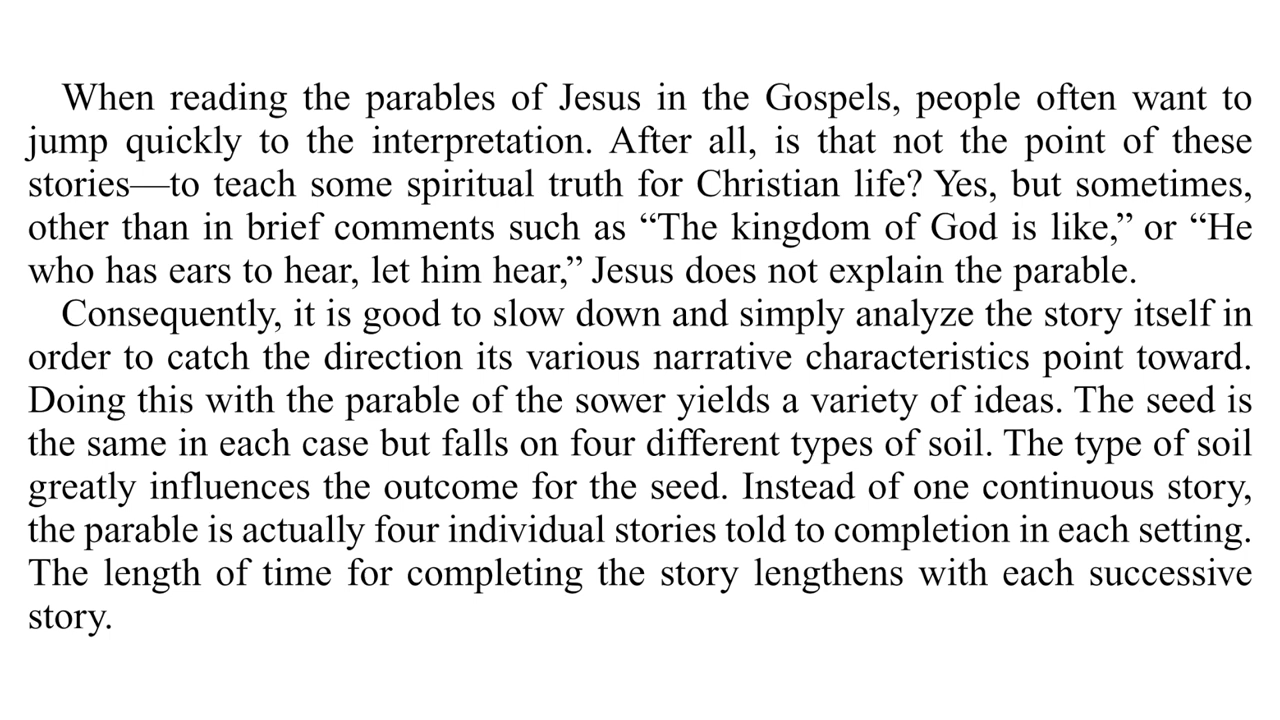 When reading the parables of Jesus in the Gospels, people often want to
jump quickly to the interpretation. After all, is that not the point of these
stories—to teach some spiritual truth for Christian life? Yes, but sometimes,
other than in brief comments such as “The kingdom of God is like,” or “He
who has ears to hear, let him hear,” Jesus does not explain the parable.
Consequently, it is good to slow down and simply analyze the story itself in
order to catch the direction its various narrative characteristics point toward.
Doing this with the parable of the sower yields a variety of ideas. The seed is
the same in each case but falls on four different types of soil. The type of soil
greatly influences the outcome for the seed. Instead of one continuous story,
the parable is actually four individual stories told to completion in each setting.
The length of time for completing the story lengthens with each successive
story.